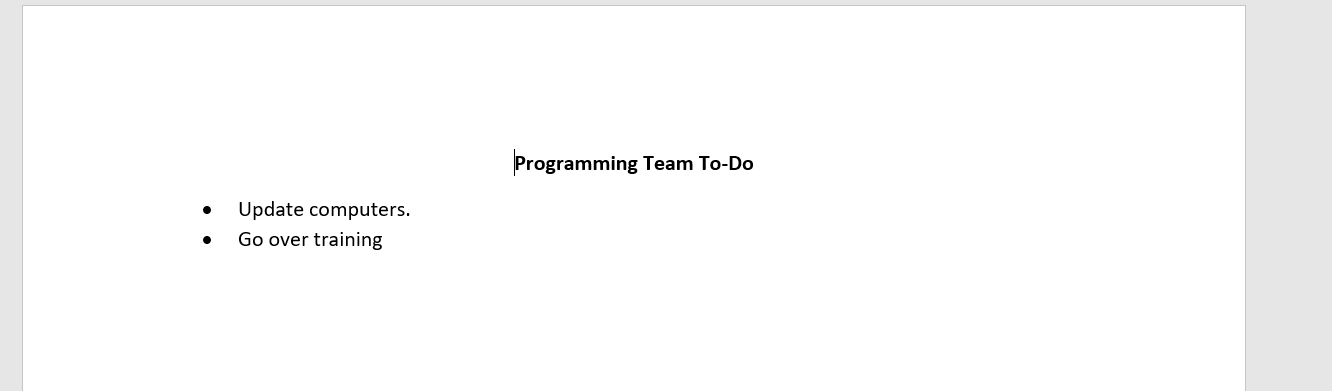 Programming Team To-Do
• Update computers.
• Go over training